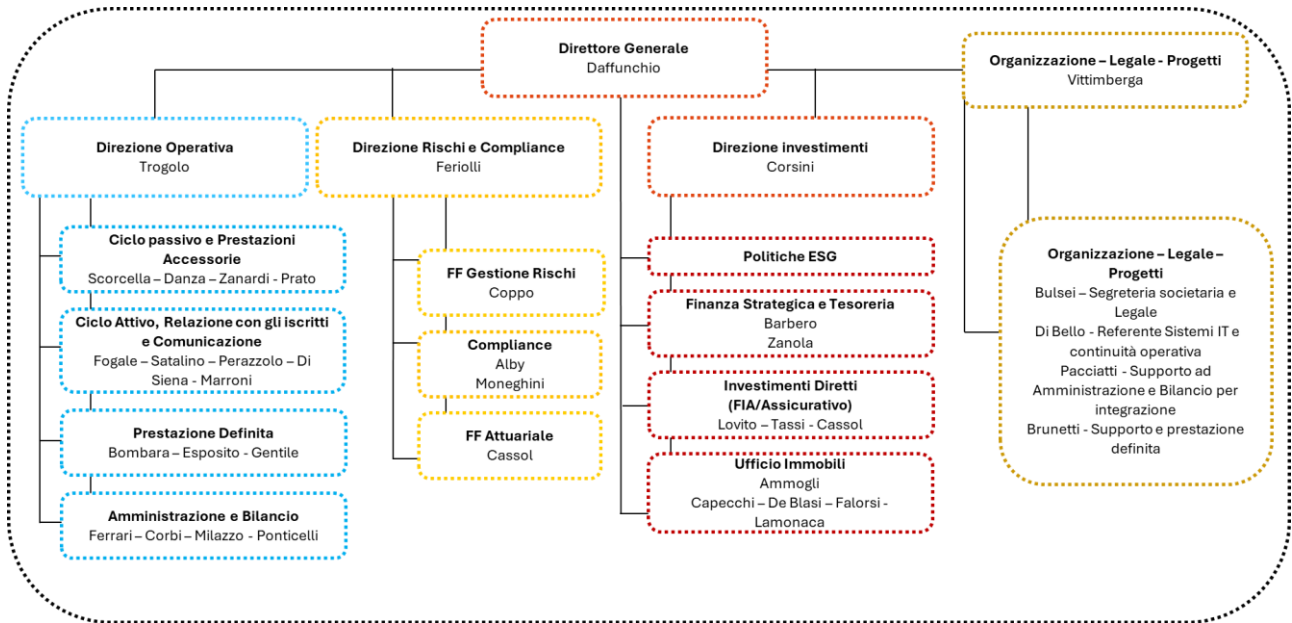 Direttore Generale
Daffunchio
Organizzazione – Legale - Progetti
Vittimberga
Direzione Operativa
Trogolo
Direzione Rischi e Compliance
Feriolli
Direzione investimenti
Corsini
Ciclo passivo e Prestazioni
Accessorie
Scorcella – Danza – Zanardi - Prato
Ciclo Attivo, Relazione con gli iscritti
e Comunicazione
Fogale – Satalino – Perazzolo – Di
Siena - Marroni
Prestazione Definita
Bombara – Esposito - Gentile
Amministrazione e Bilancio
Ferrari – Corbi – Milazzo - Ponticelli
FF Gestione Rischi
Coppo
Compliance
Alby
Moneghini
FF Attuariale
Cassol
Politiche ESG
Finanza Strategica e Tesoreria
Barbero
Zanola
Investimenti Diretti
(FIA/Assicurativo)
Lovito – Tassi - Cassol
Ufficio Immobili
Ammogli
Capecchi – De Blasi – Falorsi -
Lamonaca
Organizzazione – Legale –
Progetti
Bulsei – Segreteria societaria e
Legale
Di Bello - Referente Sistemi IT e
continuità operativa
Pacciatti - Supporto ad
Amministrazione e Bilancio per
integrazione
Brunetti - Supporto e prestazione
definita